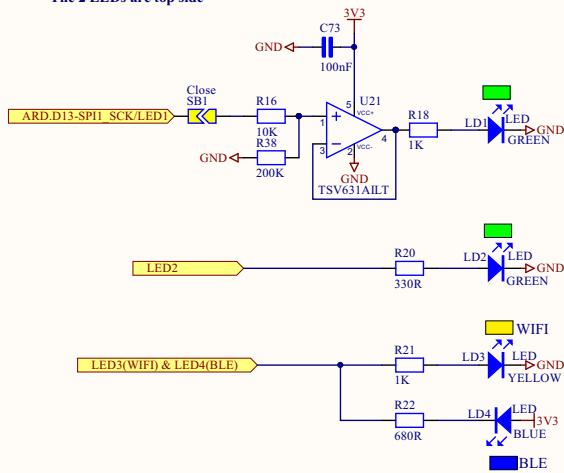 The 2 LEDs are top side
3V3
C73
GND
100nF
Close
SB1
U21
ARD.D13-SPI1_SCK/LED1
R16
10K
5
VCC+
1
3
4
2
VCC-
R18
1K
LD1
LED
GND
GREEN
R38
GND
200K
GND
TSV631AILT
LED2
R20
330R
LD2
LED
GND
GREEN
WIFI
LED3(WIFI) & LED4(BLE)
R21
1K
LD3
LED
GND
YELLOW
R22
680R
LD4
LED
3V3
BLUE
BLE